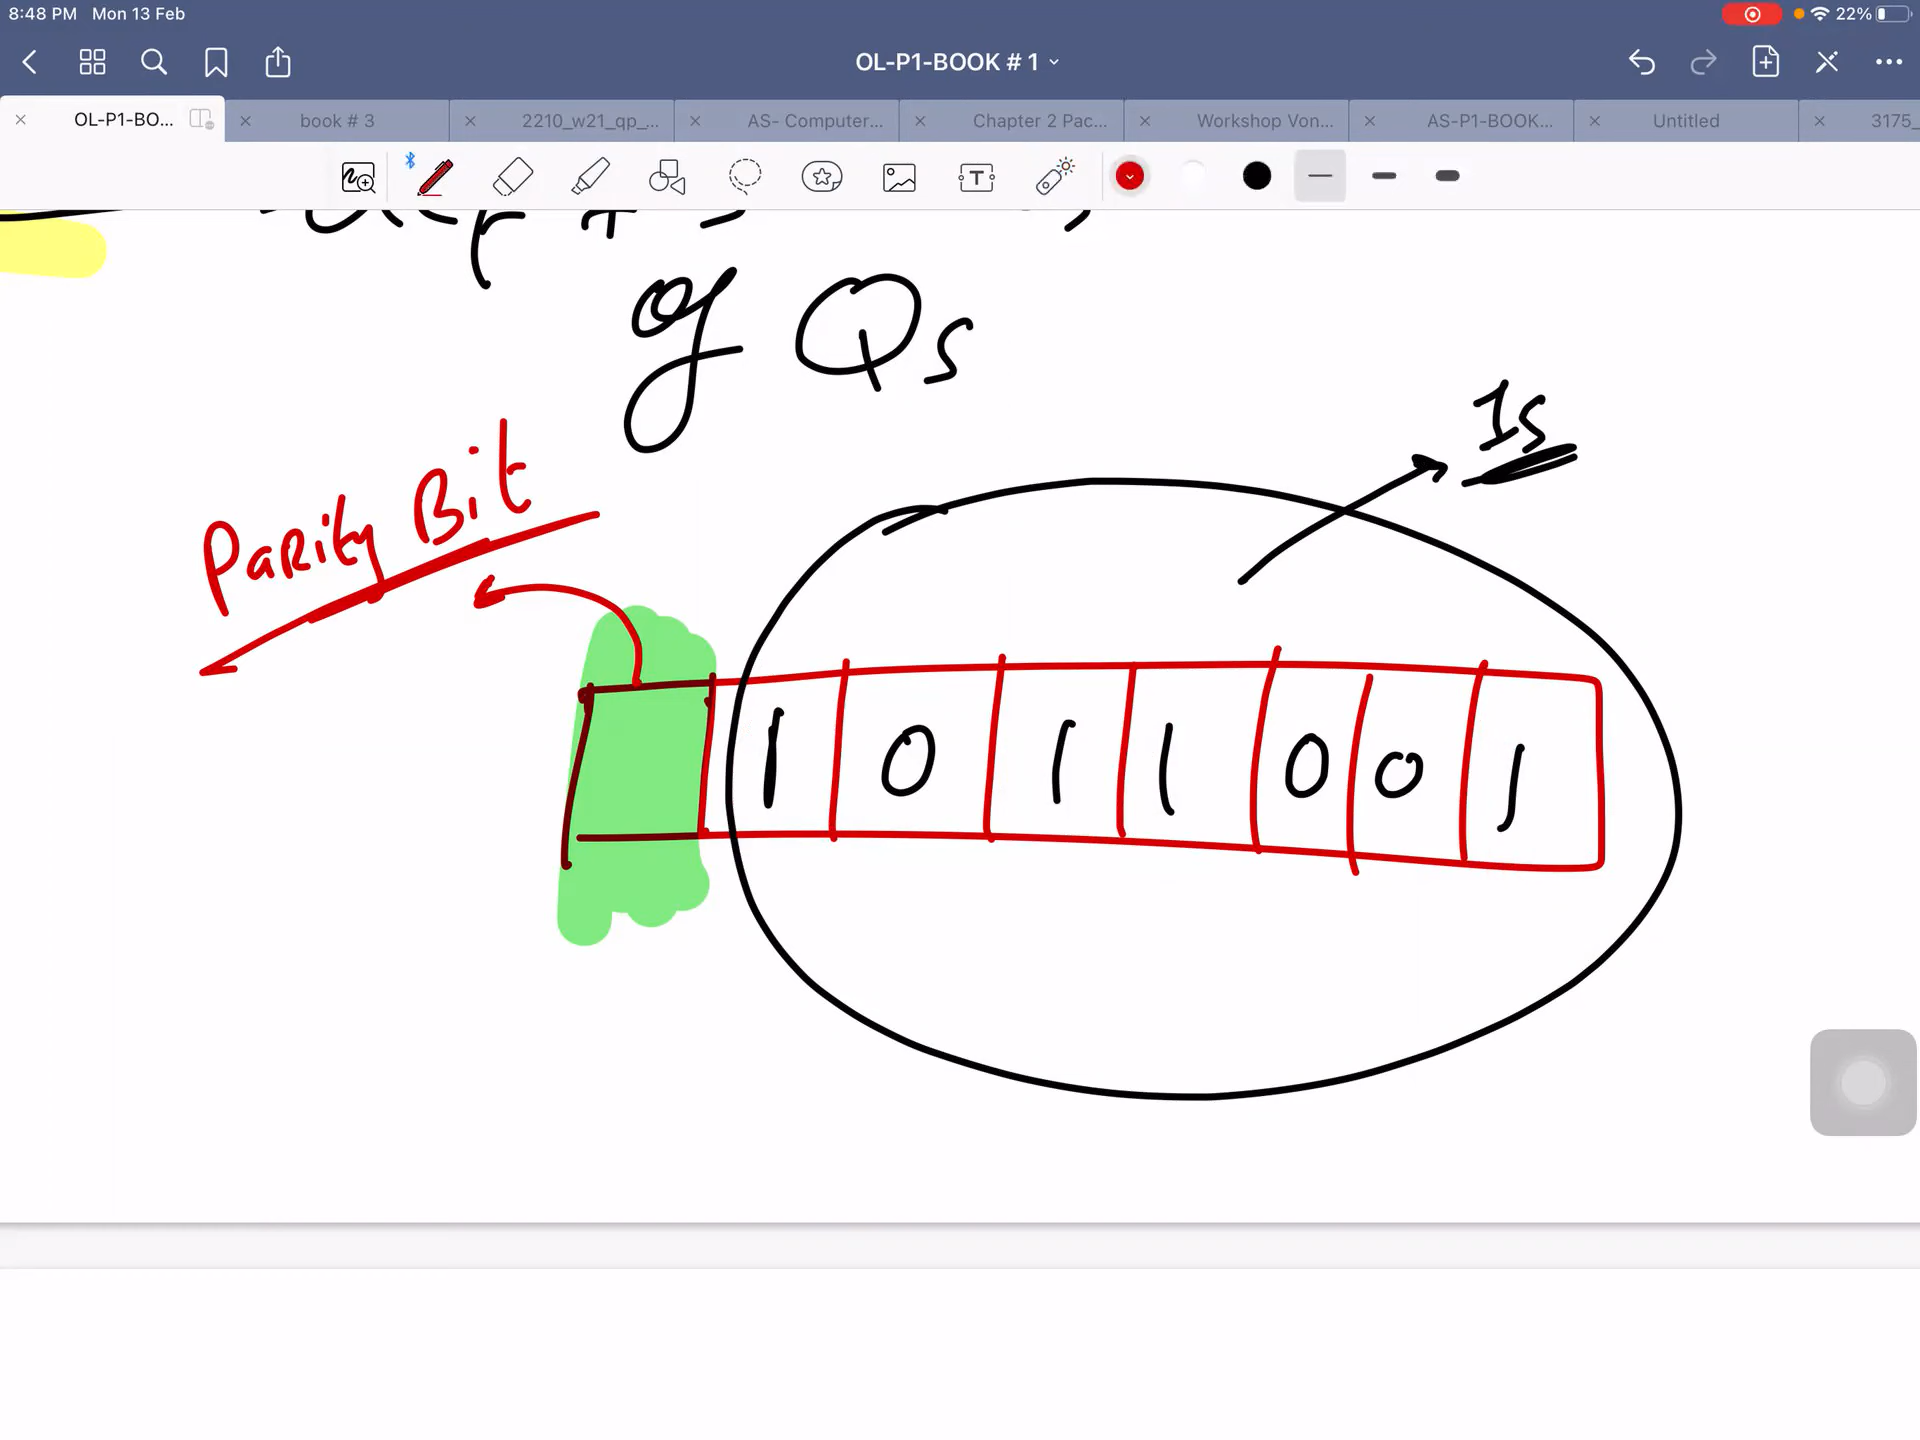 8:48 PM Mon 13 Feb
22%
OL-P1-BOOK # 1
OL-P1-BO...
book # 3
2210_w21_qp_...
AS- Computer...
Chapter 2 Pac...
Workshop Von...
AS-P1-BOOK...
Untitled
3175_
of Qs
1s
Parity Bit
1 0 1 1 0 0 1